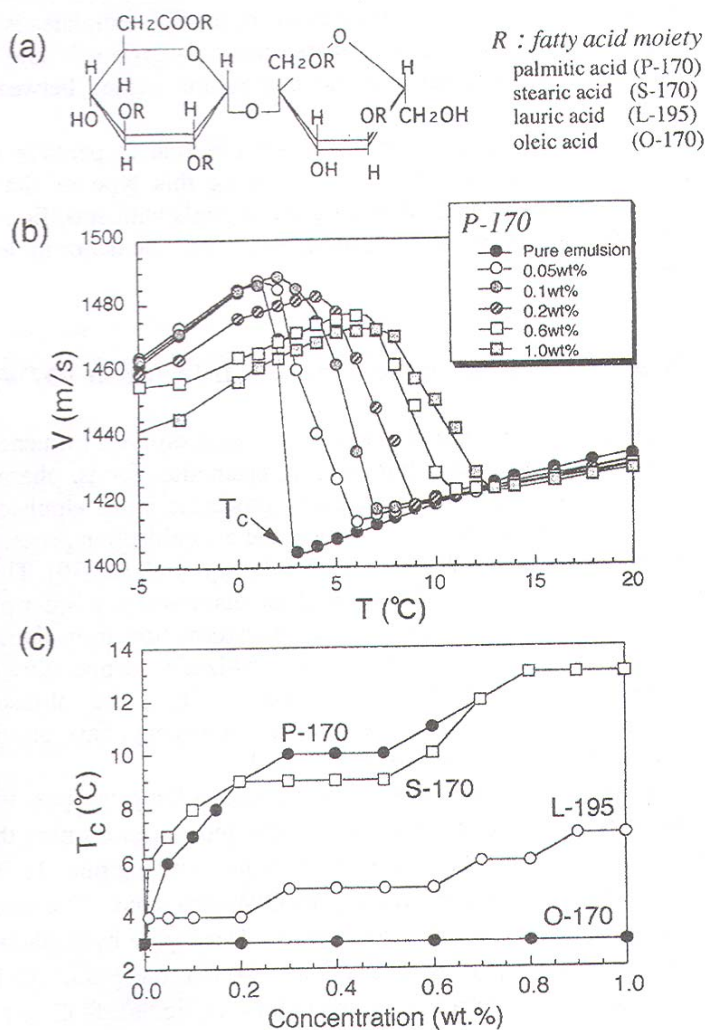 (a)
CH2COOR
O
H
H
H
H
HO
OR
H
H
OR
O
CH2OR
O
H
H
OR
CH2OH
OH
H
R : fatty acid moiety
palmitic acid (P-170)
stearic acid (S-170)
lauric acid (L-195)
oleic acid (O-170)
(b)
P-170
Pure emulsion
0.05wt%
0.1wt%
0.2wt%
0.6wt%
1.0wt%
V (m/s)
1500
1480
1460
1440
1420
1400
TC
-5
0
5
10
15
20
T (℃)
(c)
TC (℃)
14
12
10
8
6
4
2
P-170
S-170
L-195
O-170
0.0
0.2
0.4
0.6
0.8
1.0
Concentration (wt.%)